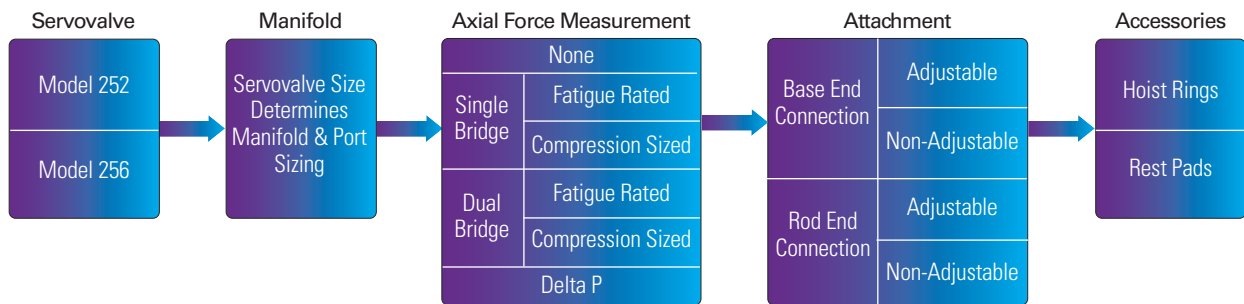 Servovalve
Model 252
Model 256
Manifold
Servovalve Size
Determines
Manifold & Port
Sizing
Axial Force Measurement
None
Single
Bridge
Fatigue Rated
Compression Sized
Dual
Bridge
Fatigue Rated
Compression Sized
Delta P
Attachment
Base End
Connection
Adjustable
Non-Adjustable
Rod End
Connection
Adjustable
Non-Adjustable
Accessories
Hoist Rings
Rest Pads